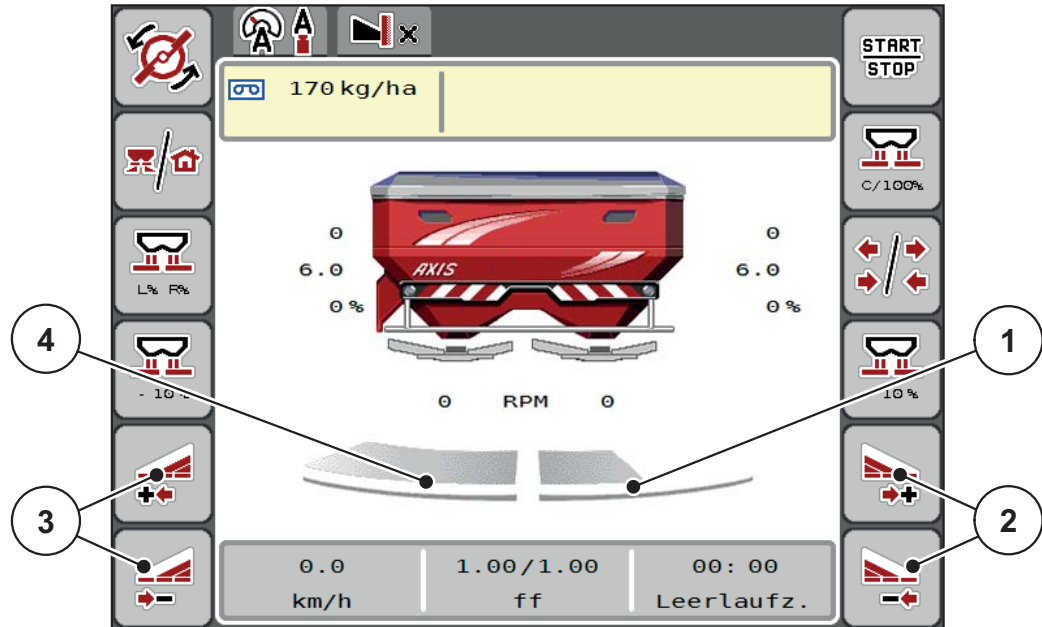 A A
START
STOP
170 kg/ha
C/100%
0 0
6.0 AXIS 6.0
L% R%
0% 0%
4 1
- 10 % 10 %
0 RPM 0
3 2
0.0 1.00/1.00 00:00
km/h ff Leerlaufz.